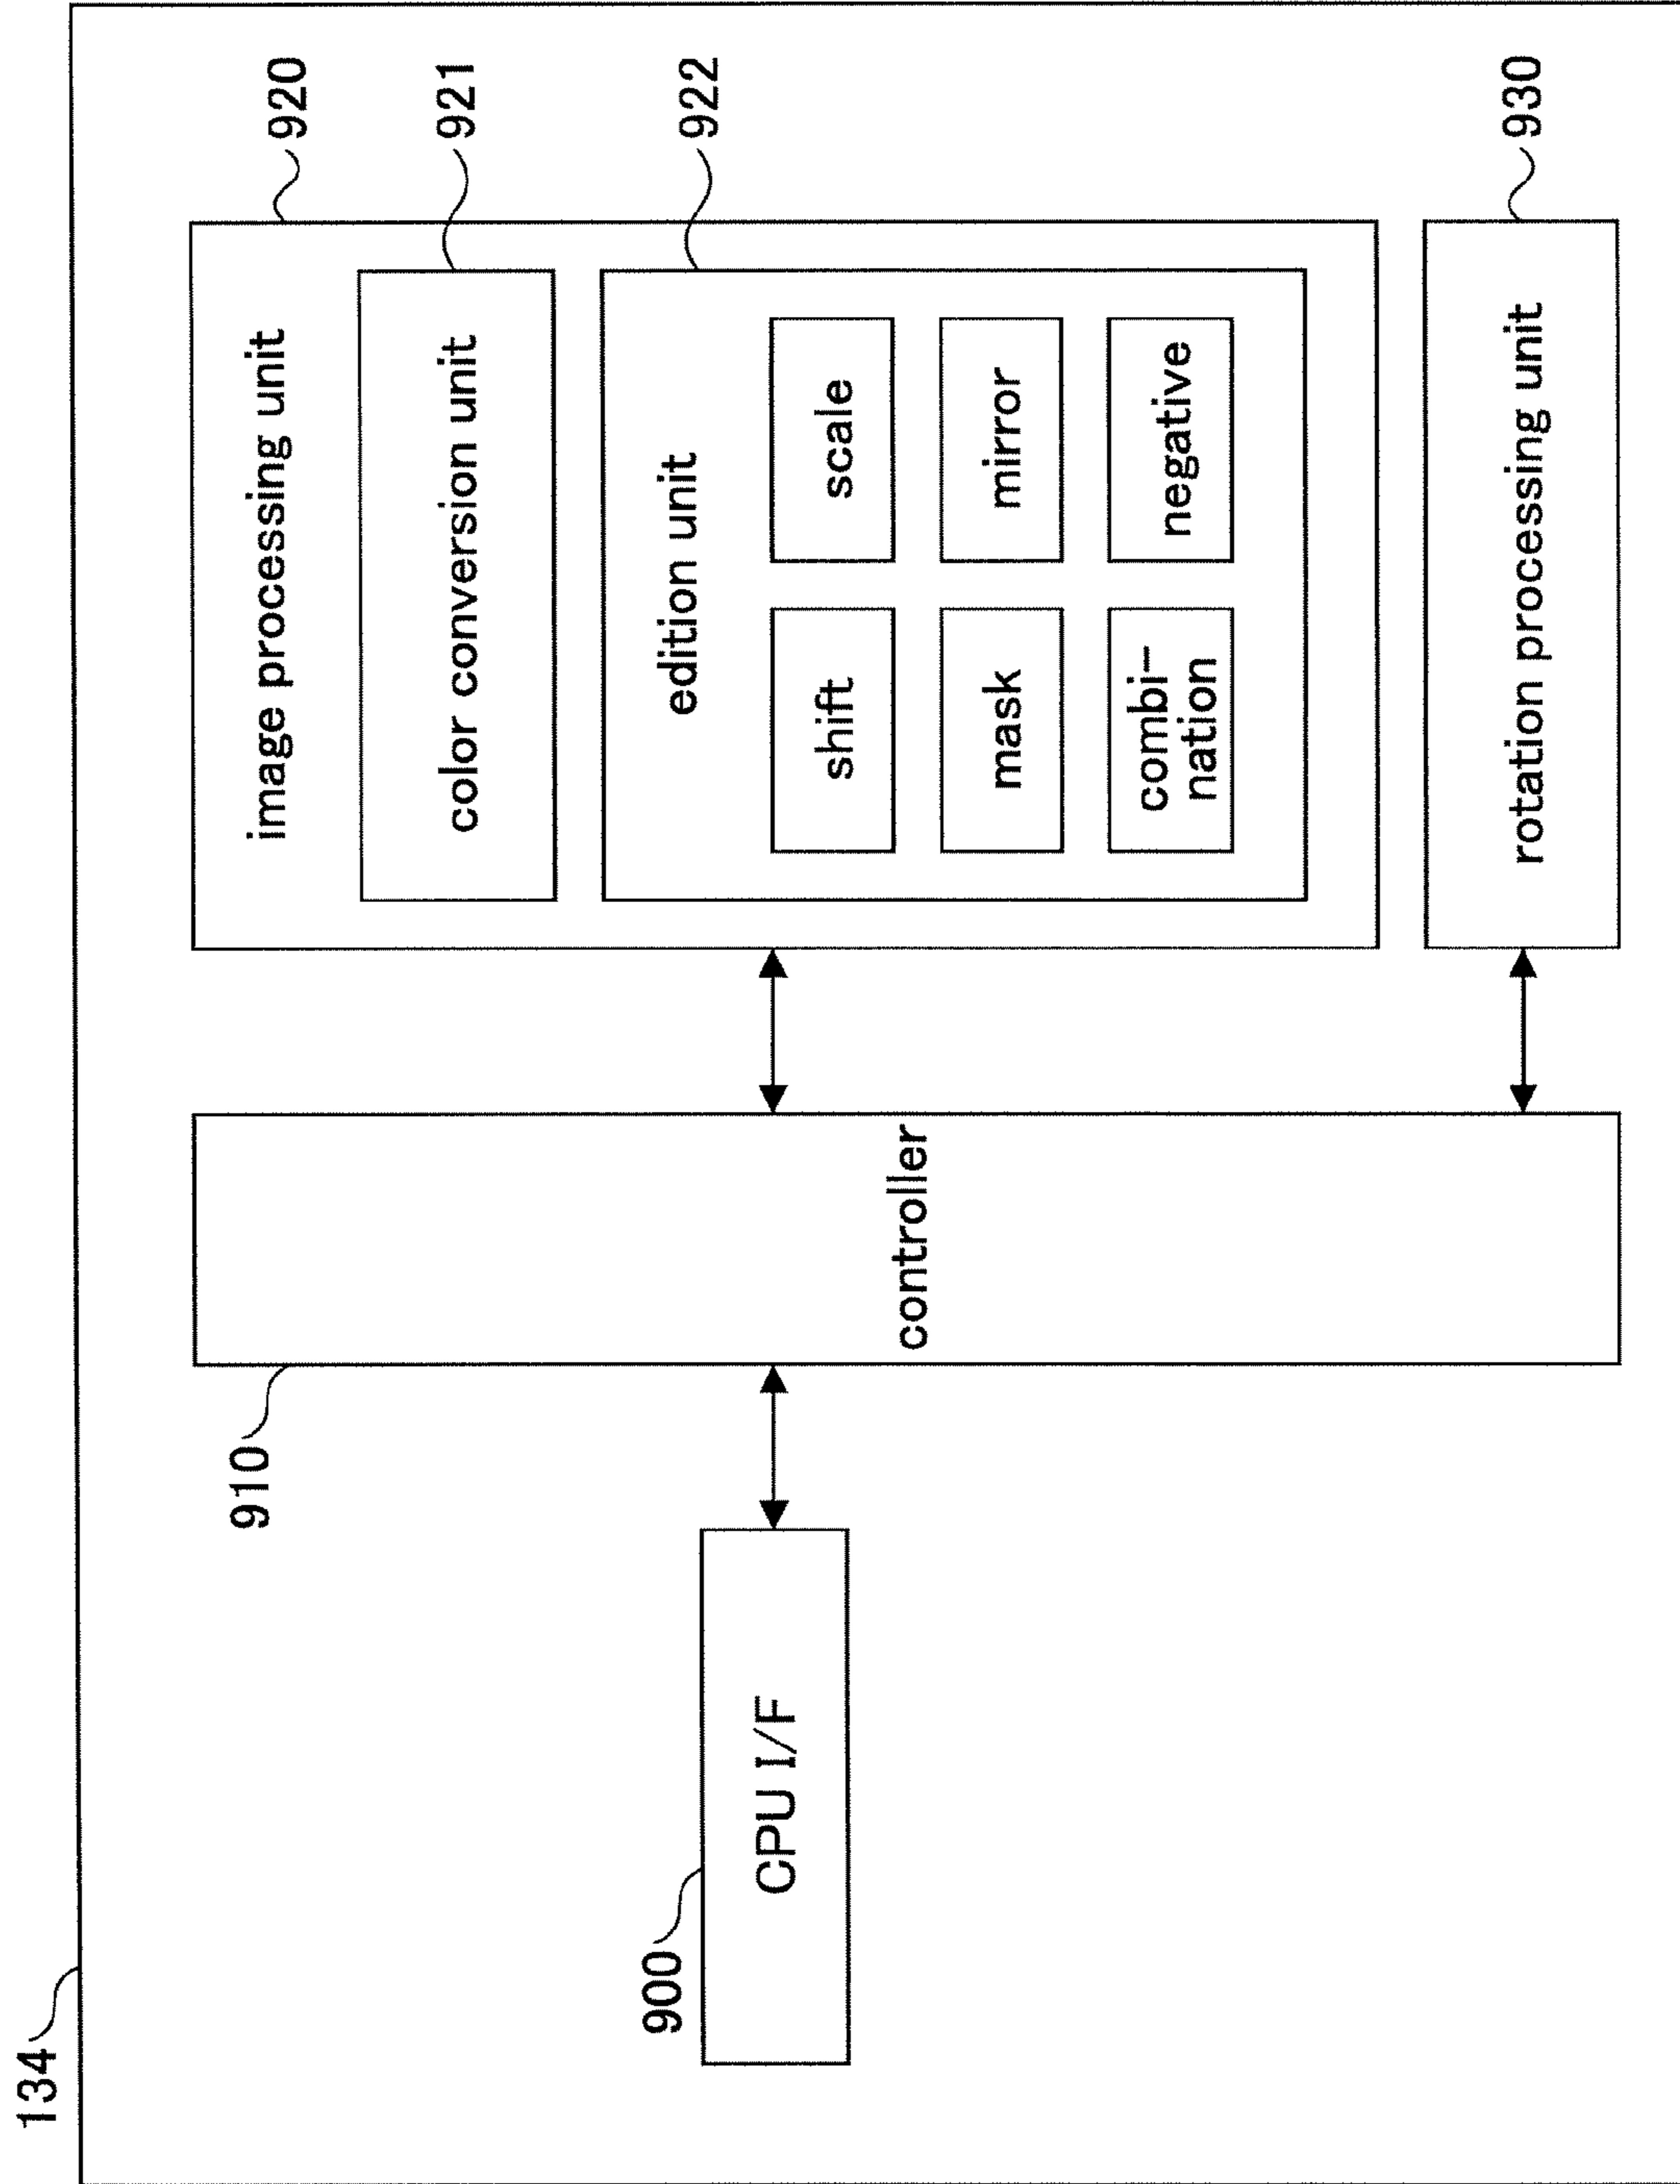 134
900
CPU I/F
910
controller
image processing unit
920
color conversion unit
921
edition unit
922
shift
scale
mask
mirror
combi-
nation
negative
rotation processing unit
930